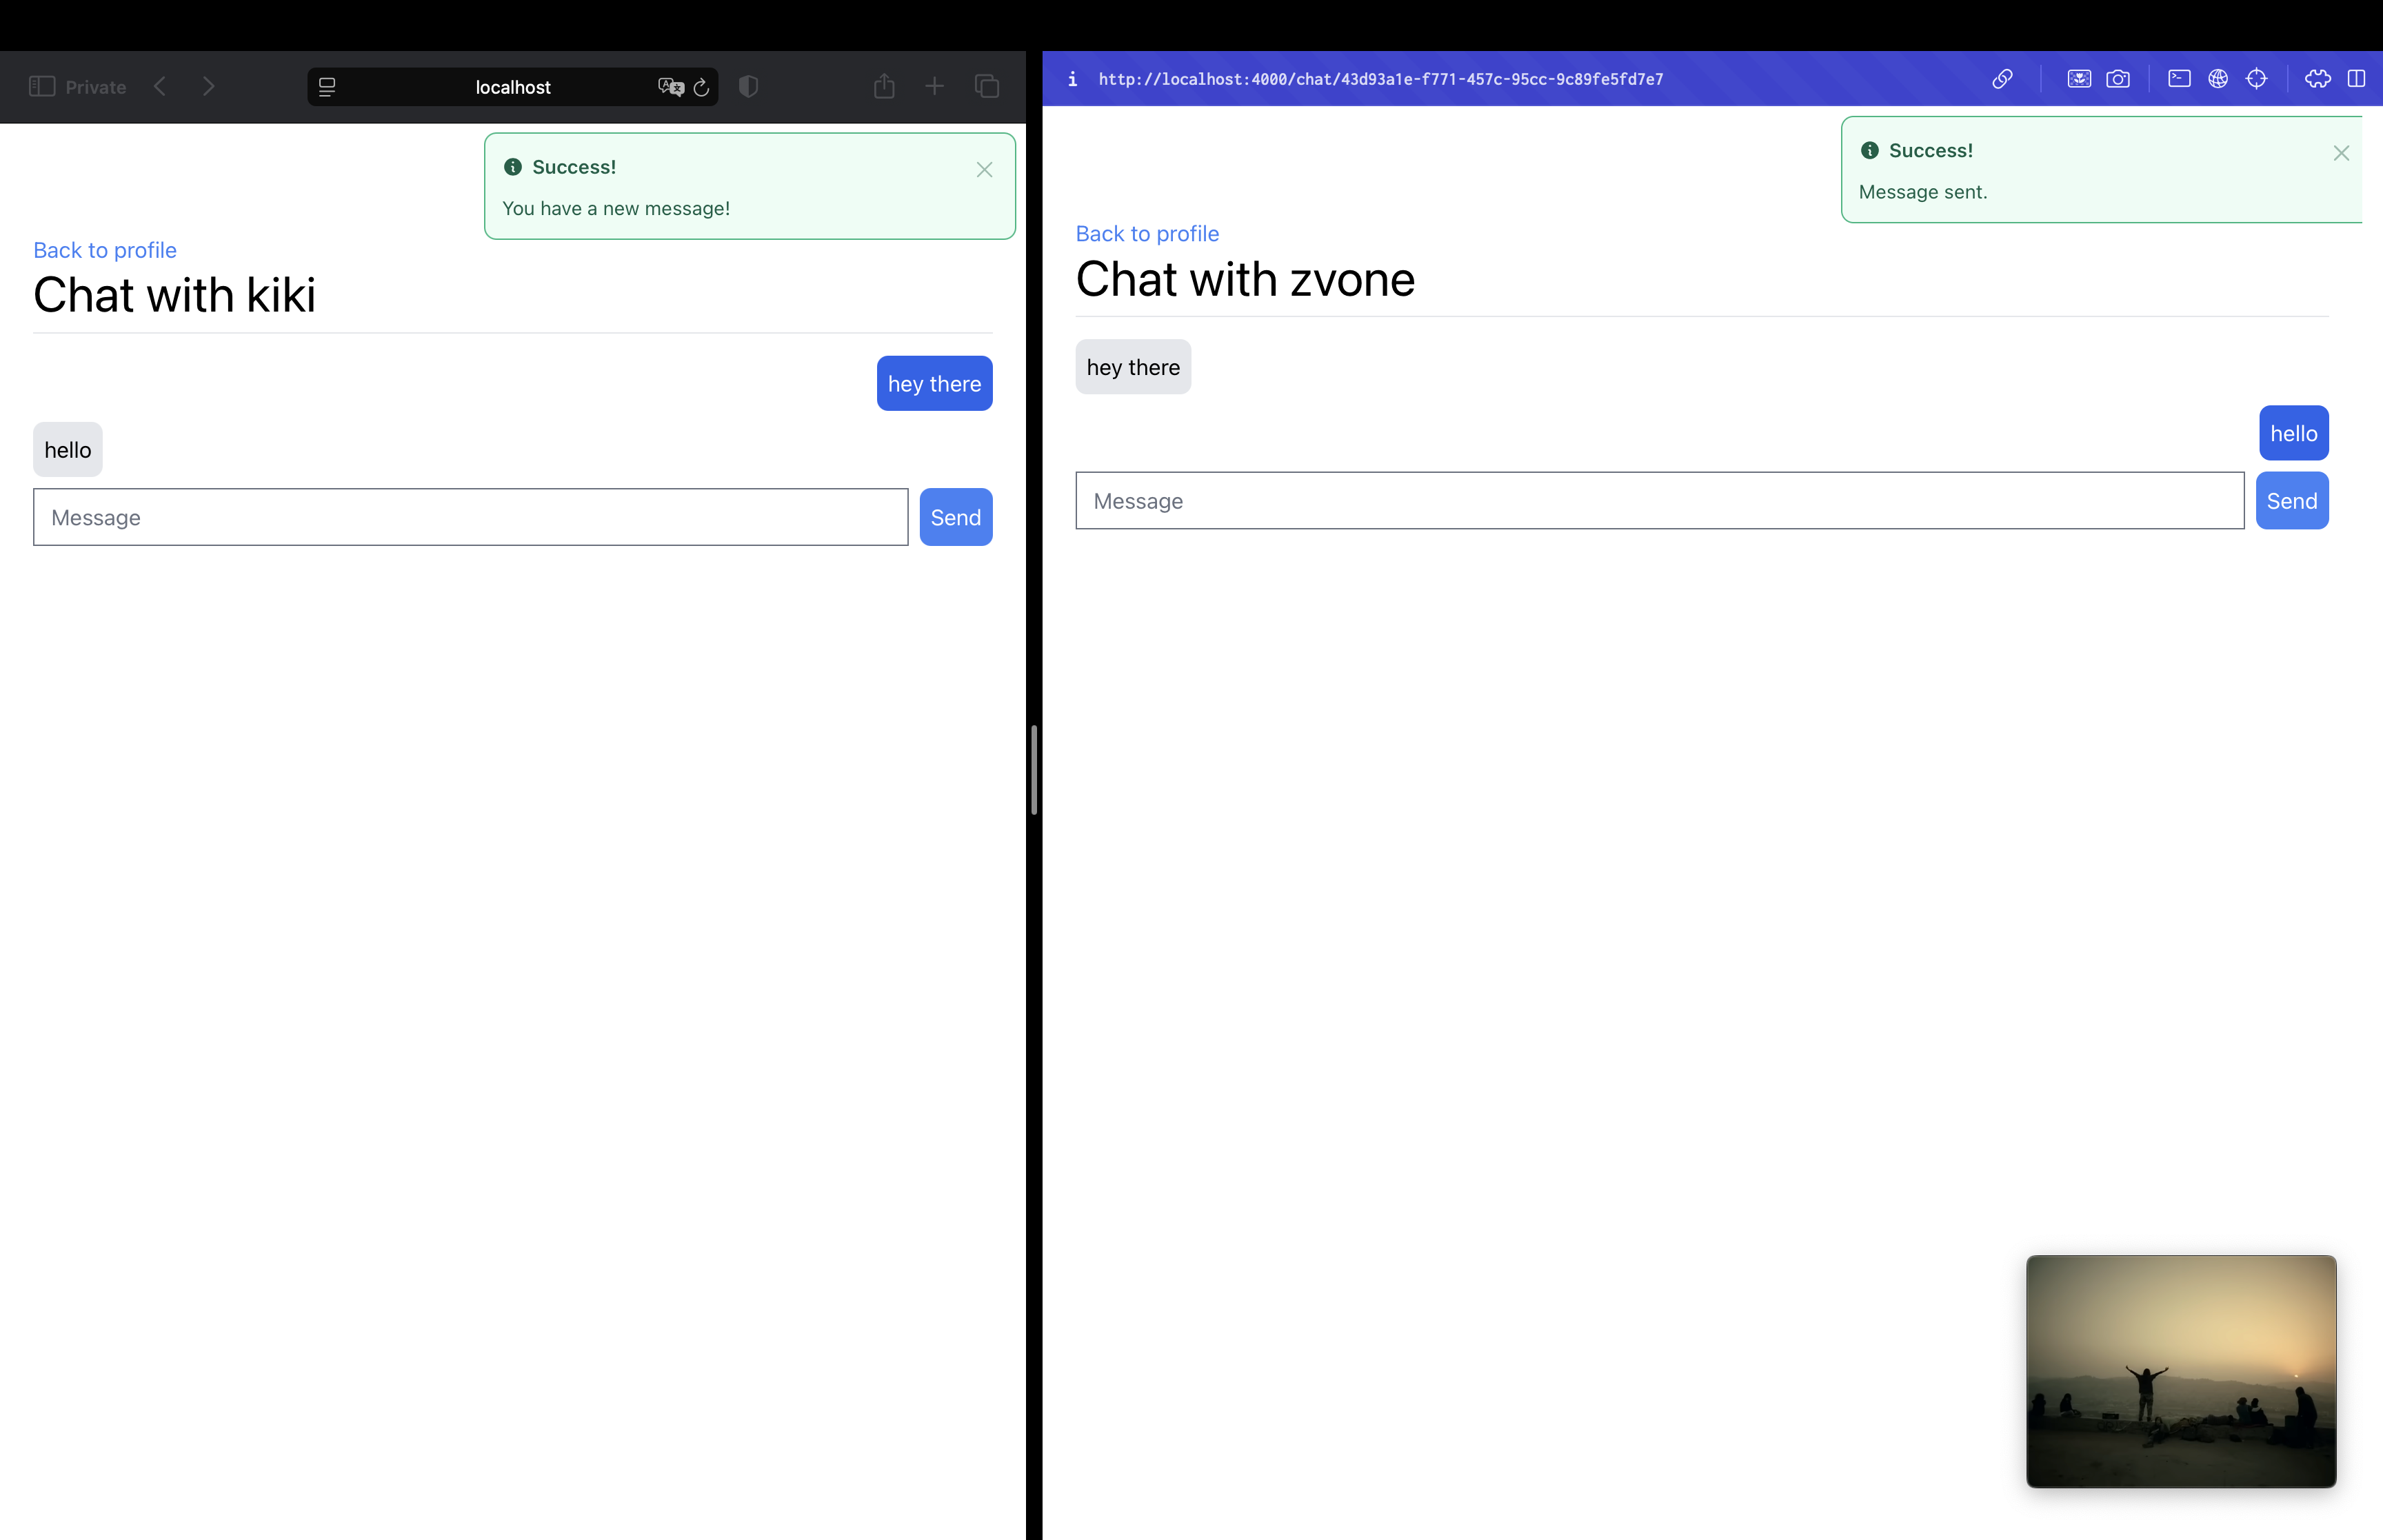 Private
localhost
Success!
You have a new message!
Back to profile
Chat with kiki
hey there
hello
Message
Send
http://localhost:4000/chat/43d93a1e-f771-457c-95cc-9c89fe5fd7e7
Success!
Message sent.
Back to profile
Chat with zvone
hey there
hello
Message
Send